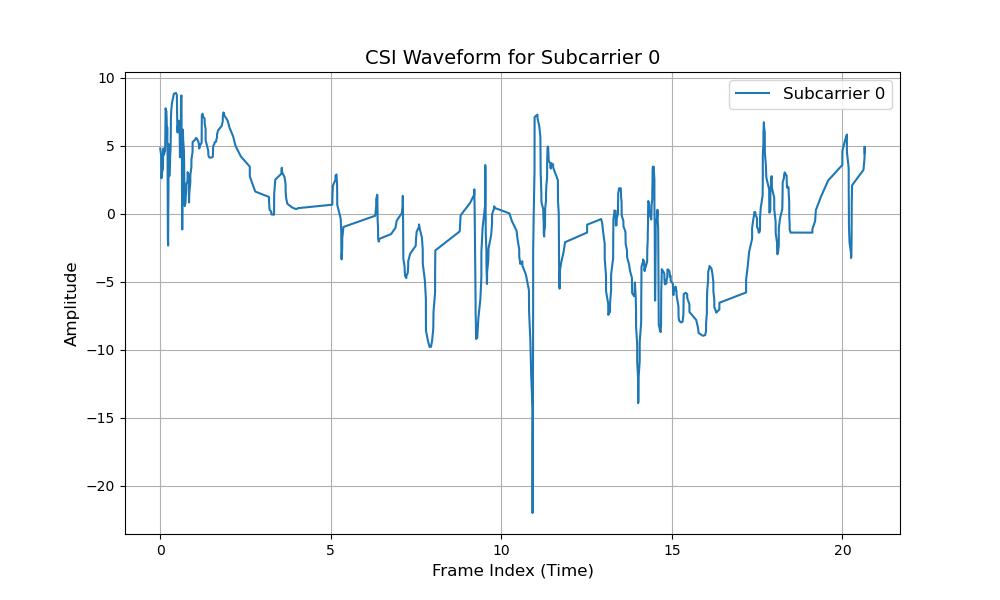 CSI Waveform for Subcarrier 0
Subcarrier 0
Amplitude
10
5
0
−5
−10
−15
−20
0 5 10 15 20
Frame Index (Time)